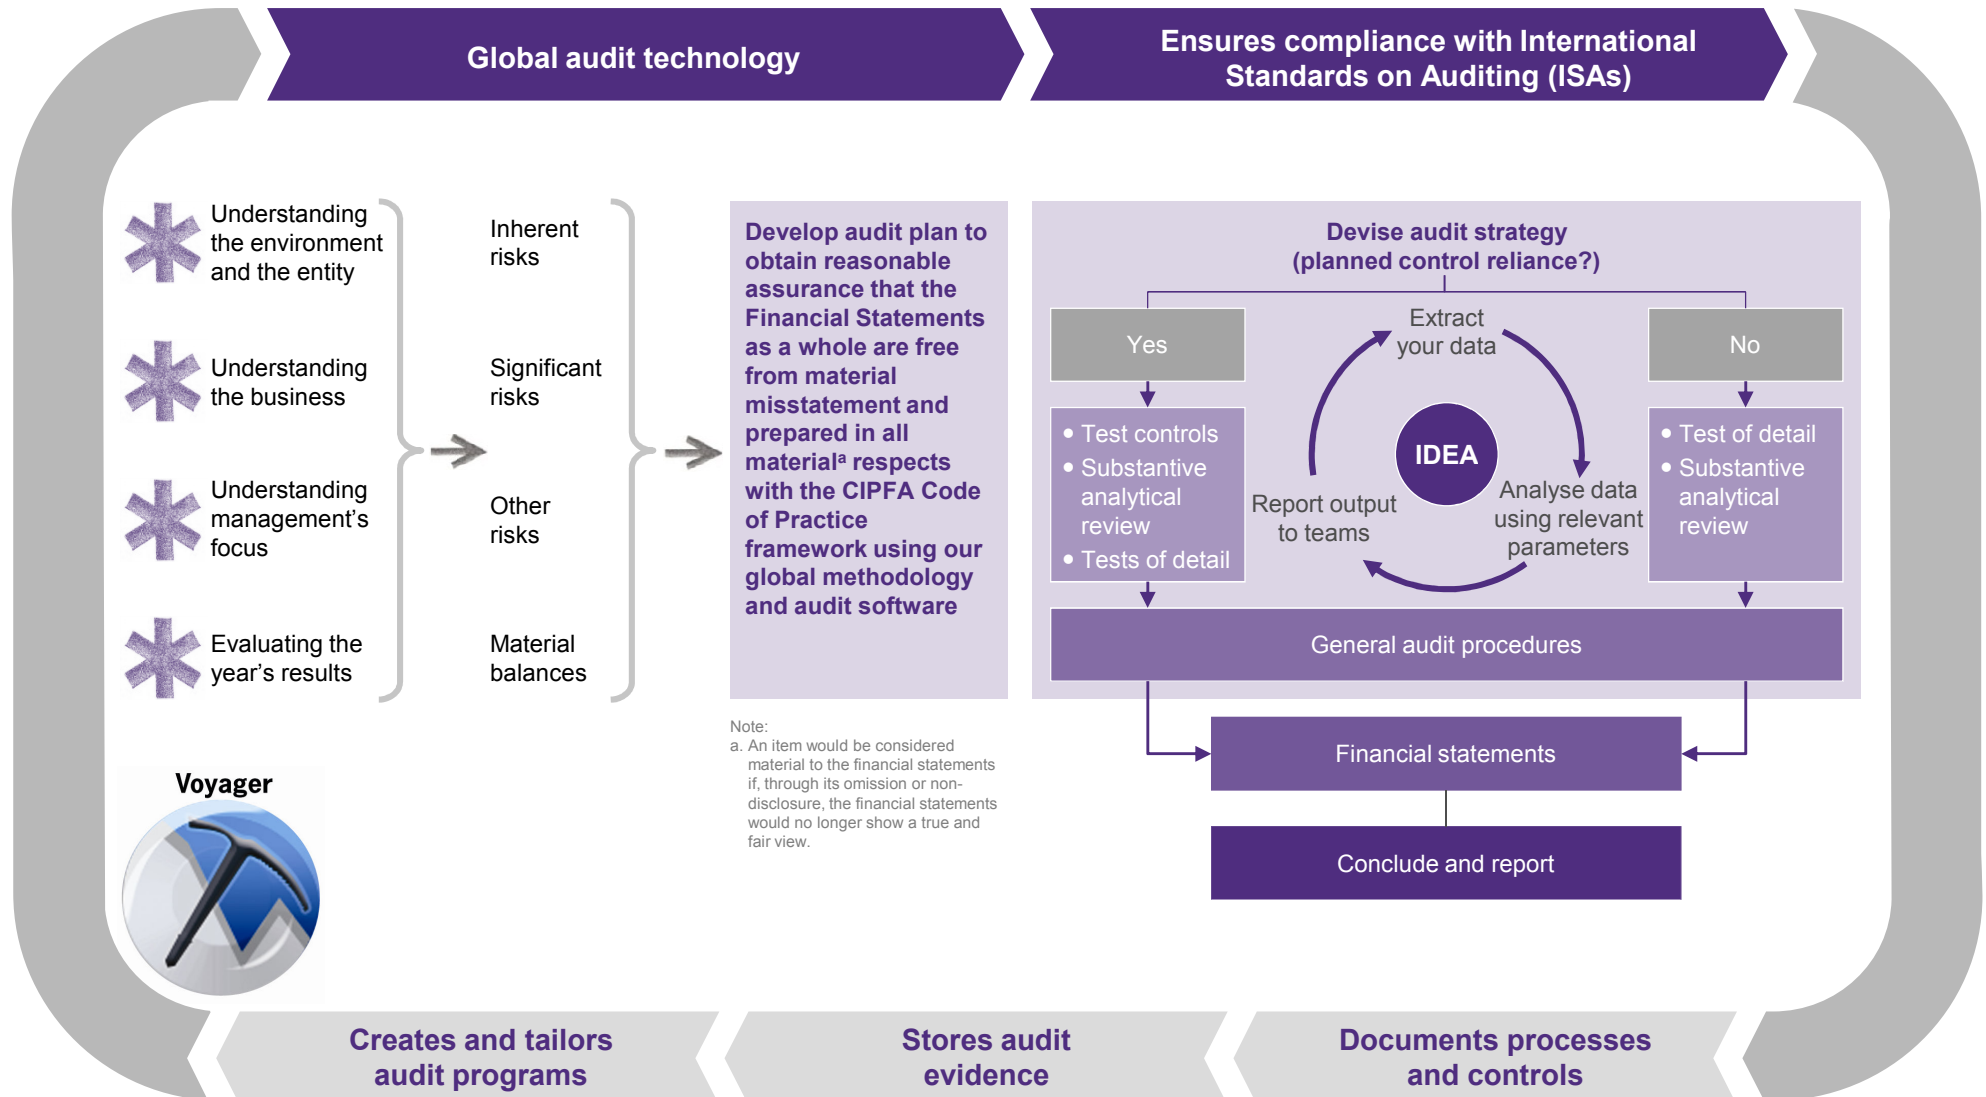 Global audit technology
Ensures compliance with International
Standards on Auditing (ISAs)
Understanding
the environment
and the entity
Understanding
the business
Understanding
management's
focus
Evaluating the
year's results
Inherent
risks
Significant
risks
Other
risks
Material
balances
Develop audit plan to
obtain reasonable
assurance that the
Financial Statements
as a whole are free
from material
misstatement and
prepared in all
materialᵃ respects
with the CIPFA Code
of Practice
framework using our
global methodology
and audit software
Note:
a. An item would be considered
material to the financial statements
if, through its omission or non-
disclosure, the financial statements
would no longer show a true and
fair view.
Devise audit strategy
(planned control reliance?)
Yes
• Test controls
• Substantive
analytical
review
• Tests of detail
Extract
your data
IDEA
Analyse data
using relevant
parameters
Report output
to teams
No
• Test of detail
• Substantive
analytical
review
General audit procedures
Financial statements
Conclude and report
Voyager
Creates and tailors
audit programs
Stores audit
evidence
Documents processes
and controls